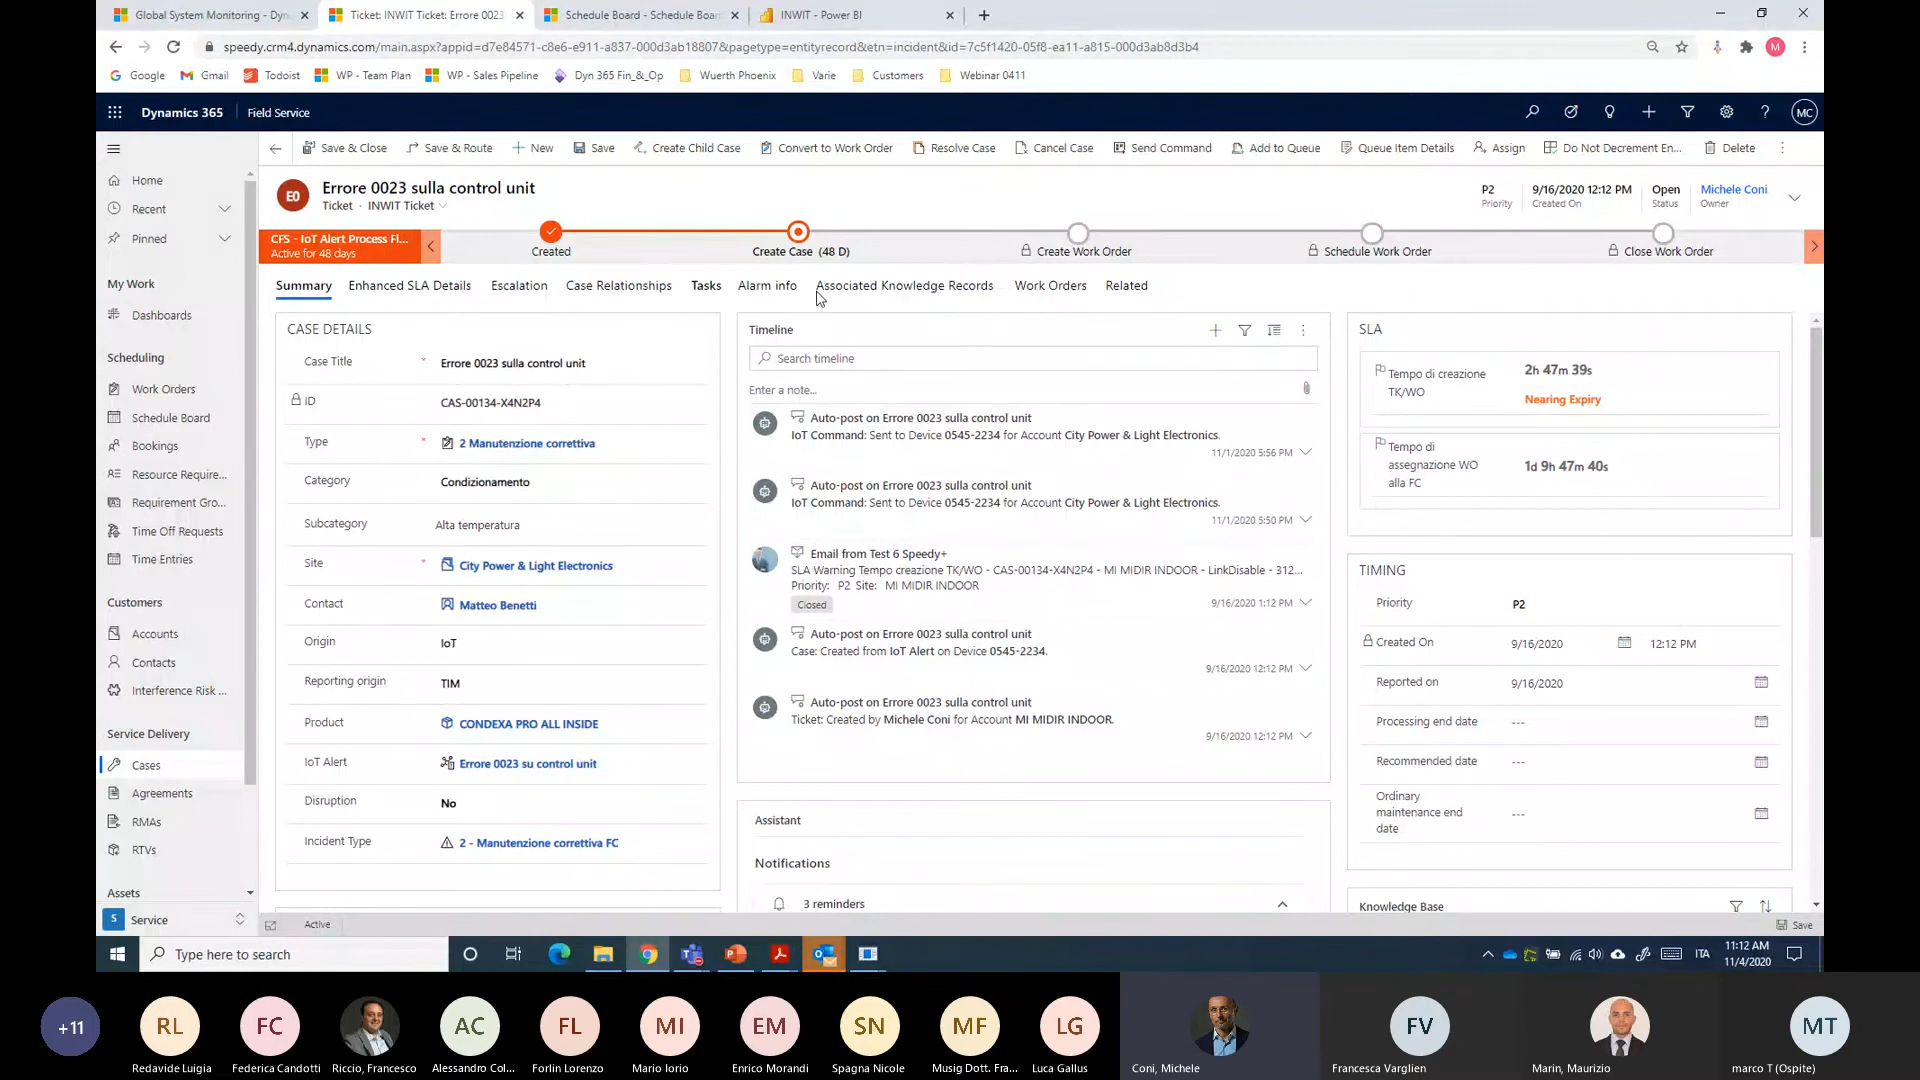 Global System Monitoring - Dyn
Ticket: INWIT Ticket: Errore 0023
Schedule Board - Schedule Boar
INWIT - Power BI
speedy.crm4.dynamics.com/main.aspx?appid=d7e84571-c8e6-e911-a837-000d3ab18807&pagetype=entityrecord&etn=incident&id=7c5f1420-05f8-ea11-a815-000d3ab8d3b4
M
Google
Gmail
Todoist
WP - Team Plan
WP - Sales Pipeline
Dyn 365 Fin_&_Op
Wuerth Phoenix
Varie
Customers
Webinar 0411
Dynamics 365
Field Service
MC
Save & Close
Save & Route
New
Save
Create Child Case
Convert to Work Order
Resolve Case
Cancel Case
Send Command
Add to Queue
Queue Item Details
Assign
Do Not Decrement En...
Delete
Home
Recent
Pinned
My Work
Dashboards
Scheduling
Work Orders
Schedule Board
Bookings
Resource Require...
Requirement Gro...
Time Off Requests
Time Entries
Customers
Accounts
Contacts
Interference Risk ...
Service Delivery
Cases
Agreements
RMAs
RTVs
Assets
S
Service
E0
Errore 0023 sulla control unit
Ticket · INWIT Ticket
P2
Priority
9/16/2020 12:12 PM
Created On
Open
Status
Michele Coni
Owner
CFS - IoT Alert Process Fl...
Active for 48 days
Created
Create Case (48 D)
Create Work Order
Schedule Work Order
Close Work Order
Summary
Enhanced SLA Details
Escalation
Case Relationships
Tasks
Alarm info
Associated Knowledge Records
Work Orders
Related
CASE DETAILS
Case Title * Errore 0023 sulla control unit
ID CAS-00134-X4N2P4
Type * 2 Manutenzione correttiva
Category Condizionamento
Subcategory Alta temperatura
Site * City Power & Light Electronics
Contact Matteo Benetti
Origin IoT
Reporting origin TIM
Product CONDEXA PRO ALL INSIDE
IoT Alert Errore 0023 su control unit
Disruption No
Incident Type 2 - Manutenzione correttiva FC
Timeline
Search timeline
Enter a note...
Auto-post on Errore 0023 sulla control unit
IoT Command: Sent to Device 0545-2234 for Account City Power & Light Electronics.
11/1/2020 5:56 PM
Auto-post on Errore 0023 sulla control unit
IoT Command: Sent to Device 0545-2234 for Account City Power & Light Electronics.
11/1/2020 5:50 PM
Email from Test 6 Speedy+
SLA Warning Tempo creazione TK/WO - CAS-00134-X4N2P4 - MI MIDIR INDOOR - LinkDisable - 312...
Priority: P2 Site: MI MIDIR INDOOR
Closed
9/16/2020 1:12 PM
Auto-post on Errore 0023 sulla control unit
Case: Created from IoT Alert on Device 0545-2234.
9/16/2020 12:12 PM
Auto-post on Errore 0023 sulla control unit
Ticket: Created by Michele Coni for Account MI MIDIR INDOOR.
9/16/2020 12:12 PM
Assistant
Notifications
3 reminders
SLA
Tempo di creazione
TK/WO
2h 47m 39s
Nearing Expiry
Tempo di
assegnazione WO
alla FC
1d 9h 47m 40s
TIMING
Priority P2
Created On 9/16/2020 12:12 PM
Reported on 9/16/2020
Processing end date ---
Recommended date ---
Ordinary
maintenance end
date
---
Knowledge Base
Active
Save
Type here to search
ITA
11:12 AM
11/4/2020
+11
RL
FC
AC
FL
MI
EM
SN
MF
LG
FV
MT
Redavide Luigia
Federica Candotti
Riccio, Francesco
Alessandro Col...
Forlin Lorenzo
Mario Iorio
Enrico Morandi
Spagna Nicole
Musig Dott. Fra...
Luca Gallus
Coni, Michele
Francesca Varglien
Marin, Maurizio
marco T (Ospite)